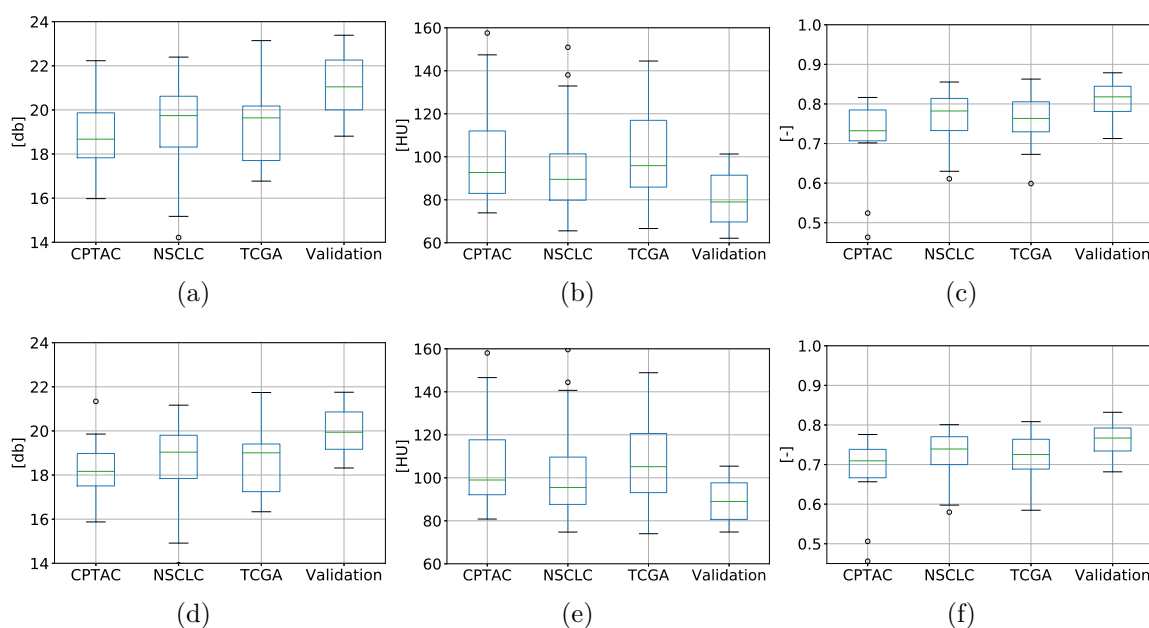 24
22
20
18
16
14
[db]
CPTAC NSCLC TCGA Validation
(a)
160
140
120
100
80
60
[HU]
CPTAC NSCLC TCGA Validation
(b)
1.0
0.9
0.8
0.7
0.6
0.5
[-]
CPTAC NSCLC TCGA Validation
(c)
24
22
20
18
16
14
[db]
CPTAC NSCLC TCGA Validation
(d)
160
140
120
100
80
60
[HU]
CPTAC NSCLC TCGA Validation
(e)
1.0
0.9
0.8
0.7
0.6
0.5
[-]
CPTAC NSCLC TCGA Validation
(f)